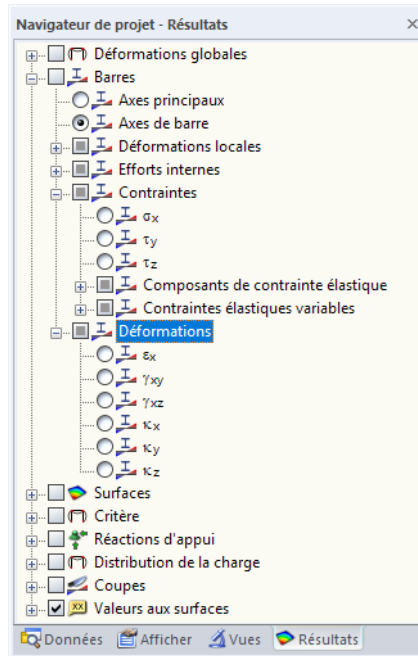 Navigateur de projet - Résultats
Déformations globales
Barres
Axes principaux
Axes de barre
Déformations locales
Efforts internes
Contraintes
σx
τy
τz
Composants de contrainte élastique
Contraintes élastiques variables
Déformations
εx
γxy
γxz
κx
κy
κz
Surfaces
Critère
Réactions d'appui
Distribution de la charge
Coupes
xx Valeurs aux surfaces
Données Afficher Vues Résultats